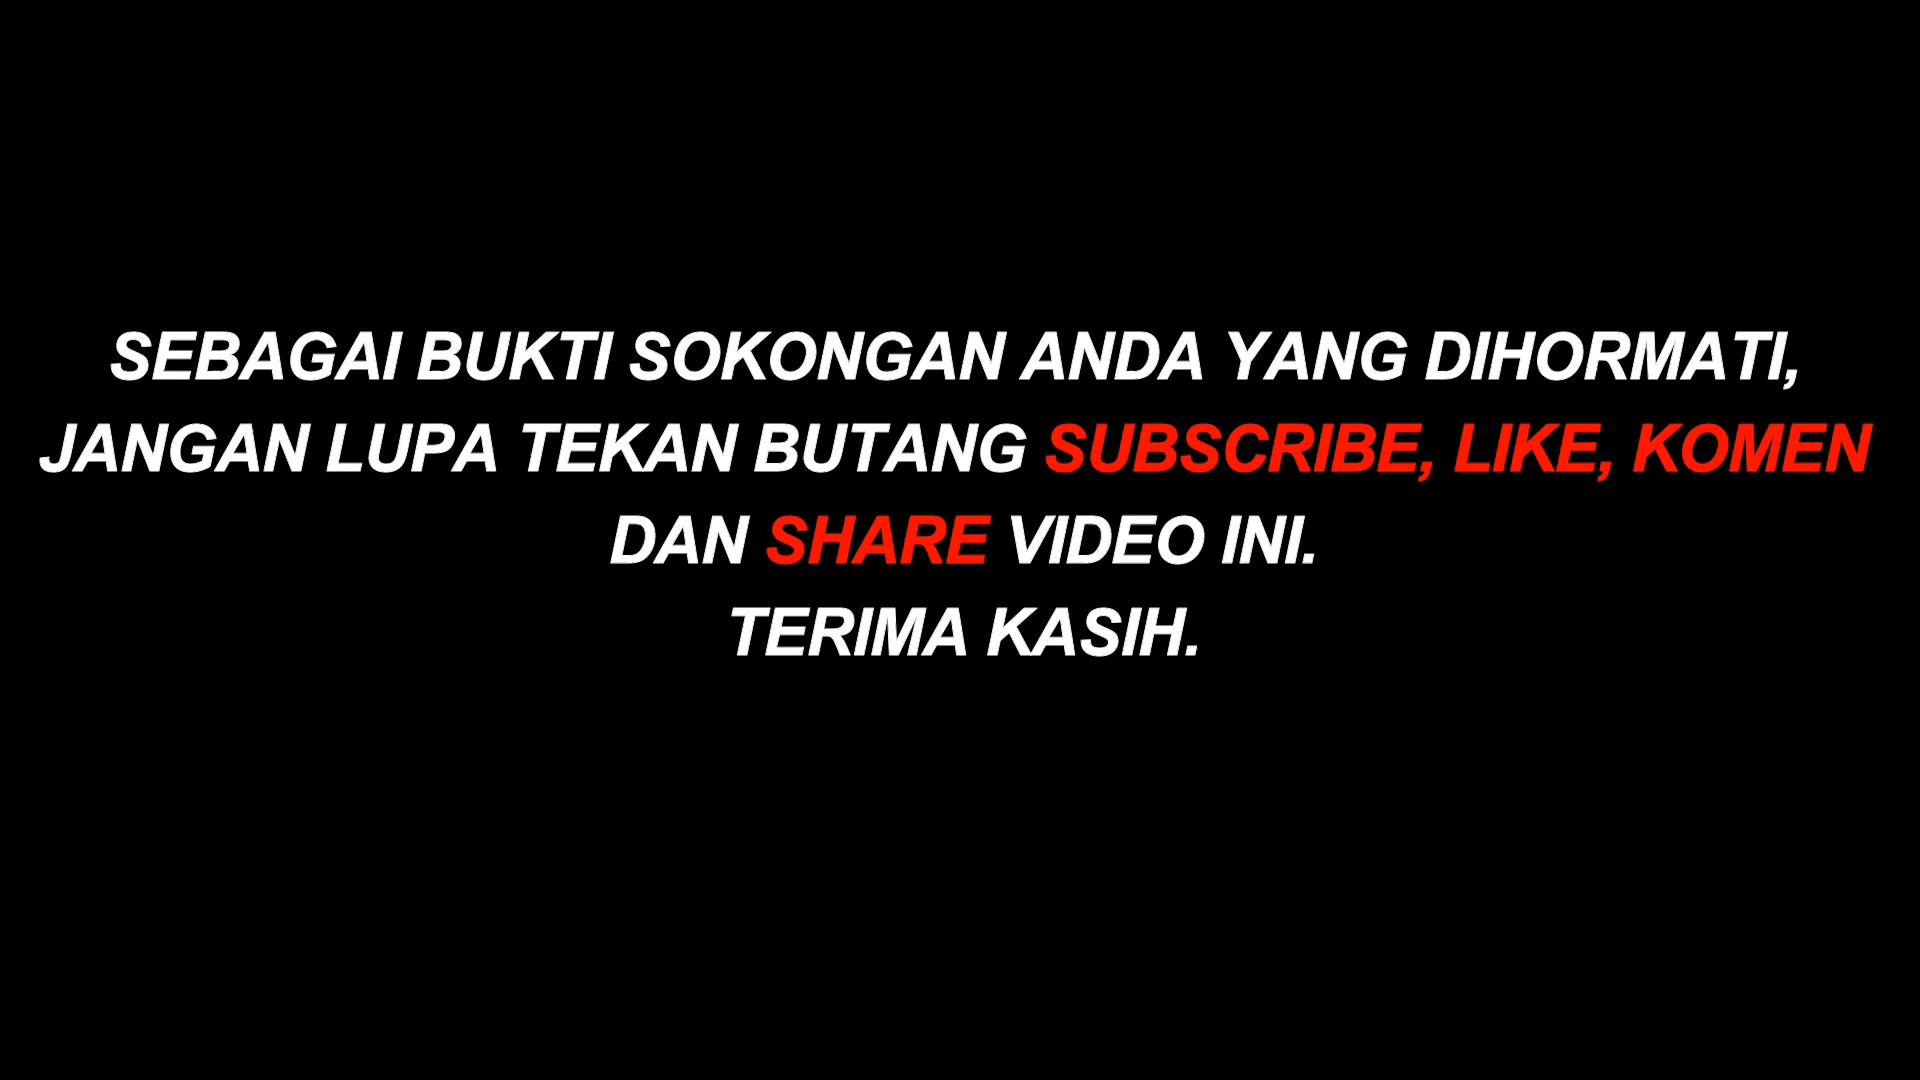 SEBAGAI BUKTI SOKONGAN ANDA YANG DIHORMATI,
JANGAN LUPA TEKAN BUTANG SUBSCRIBE, LIKE, KOMEN
DAN SHARE VIDEO INI.
TERIMA KASIH.